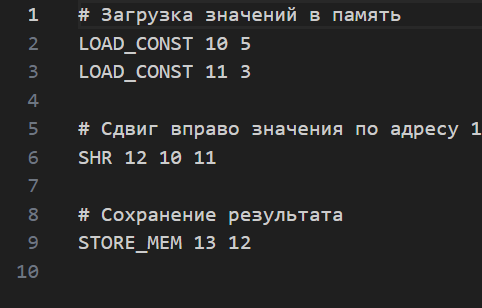 1 # Загрузка значений в память
2 LOAD_CONST 10 5
3 LOAD_CONST 11 3
4
5 # Сдвиг вправо значения по адресу 1
6 SHR 12 10 11
7
8 # Сохранение результата
9 STORE_MEM 13 12
10